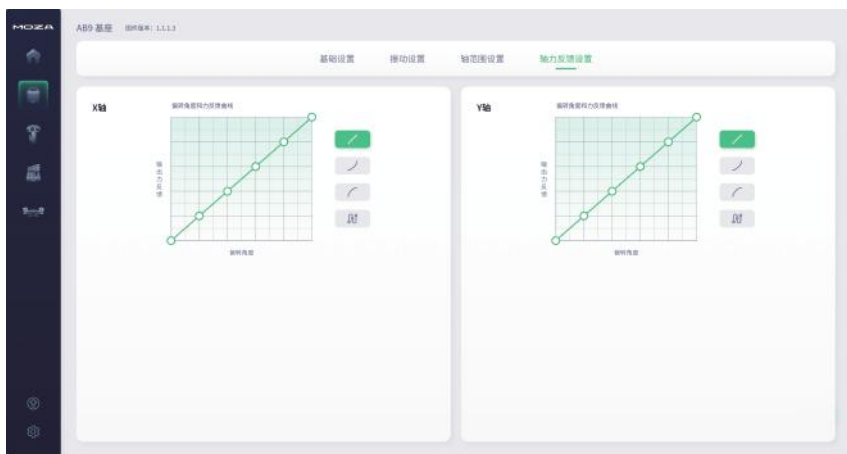 MOZA
AB9 基座 固件版本: 1.1.1.3
基础设置 振动设置 轴范围设置 轴力反馈设置
X轴
偏转角度和力反馈曲线
输出力反馈
偏转角度
Y轴
偏转角度和力反馈曲线
输出力反馈
偏转角度